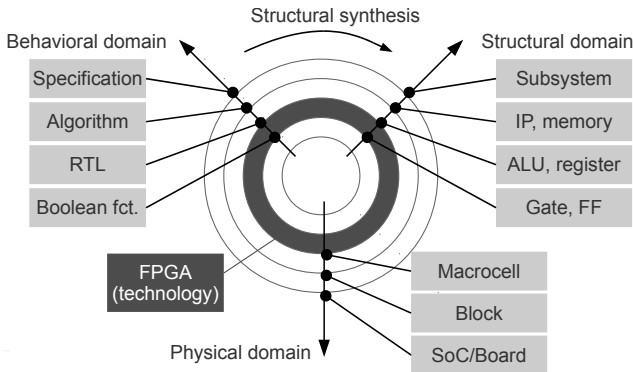 Structural synthesis
Behavioral domain
Structural domain
Specification
Subsystem
Algorithm
IP, memory
RTL
ALU, register
Boolean fct.
Gate, FF
FPGA
(technology)
Macrocell
Block
Physical domain
SoC/Board